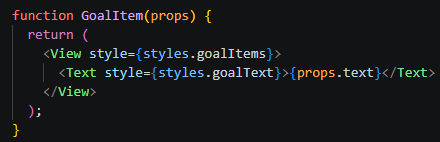 function GoalItem(props) {
  return (
    <View style={styles.goalItems}>
      <Text style={styles.goalText}>{props.text}</Text>
    </View>
  );
}